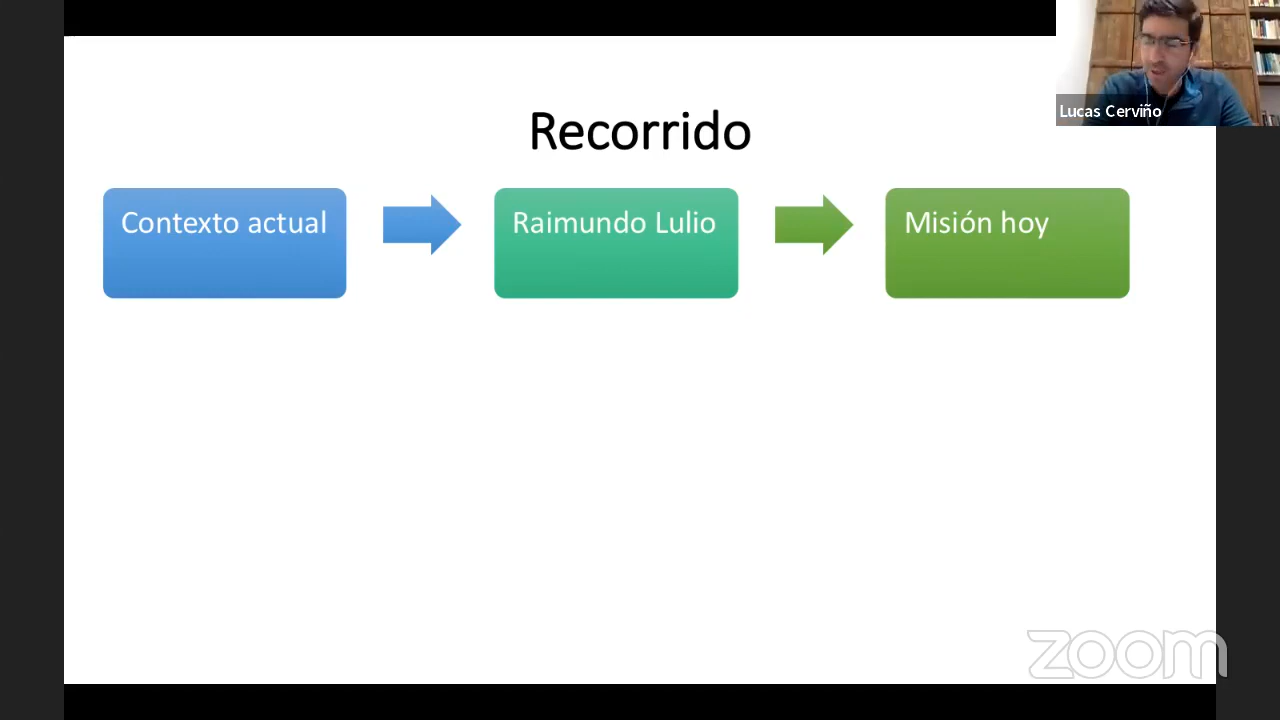 Lucas Cerviño
Recorrido
Contexto actual
Raimundo Lulio
Misión hoy
zoom